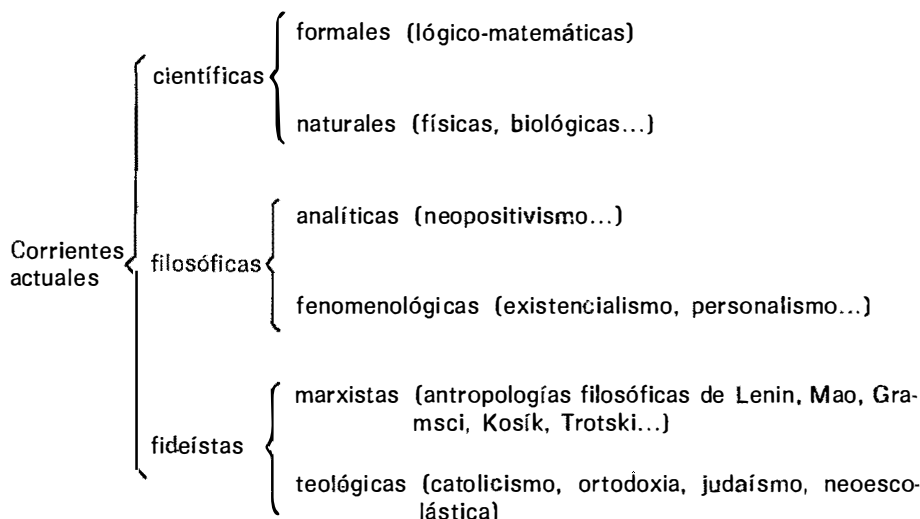 formales (lógico-matemáticas)
científicas
naturales (físicas, biológicas...)
analíticas (neopositivismo...)
Corrientes
actuales
filosóficas
fenomenológicas (existencialismo, personalismo...)
marxistas (antropologías filosóficas de Lenin, Mao, Gra-
msci, Kosík, Trotski...)
fideístas
teológicas (catolicismo, ortodoxia, judaísmo, neoesco-
lástica)